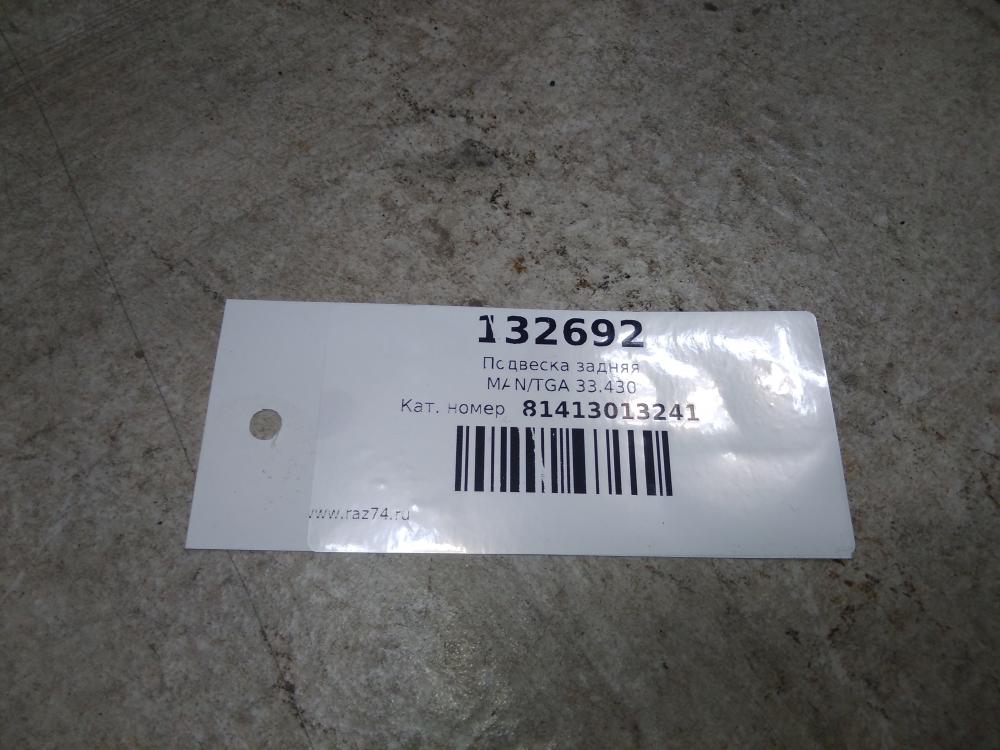 132692
Подвеска задняя
MAN/TGA 33.430
Кат. номер 81413013241
www.raz74.ru